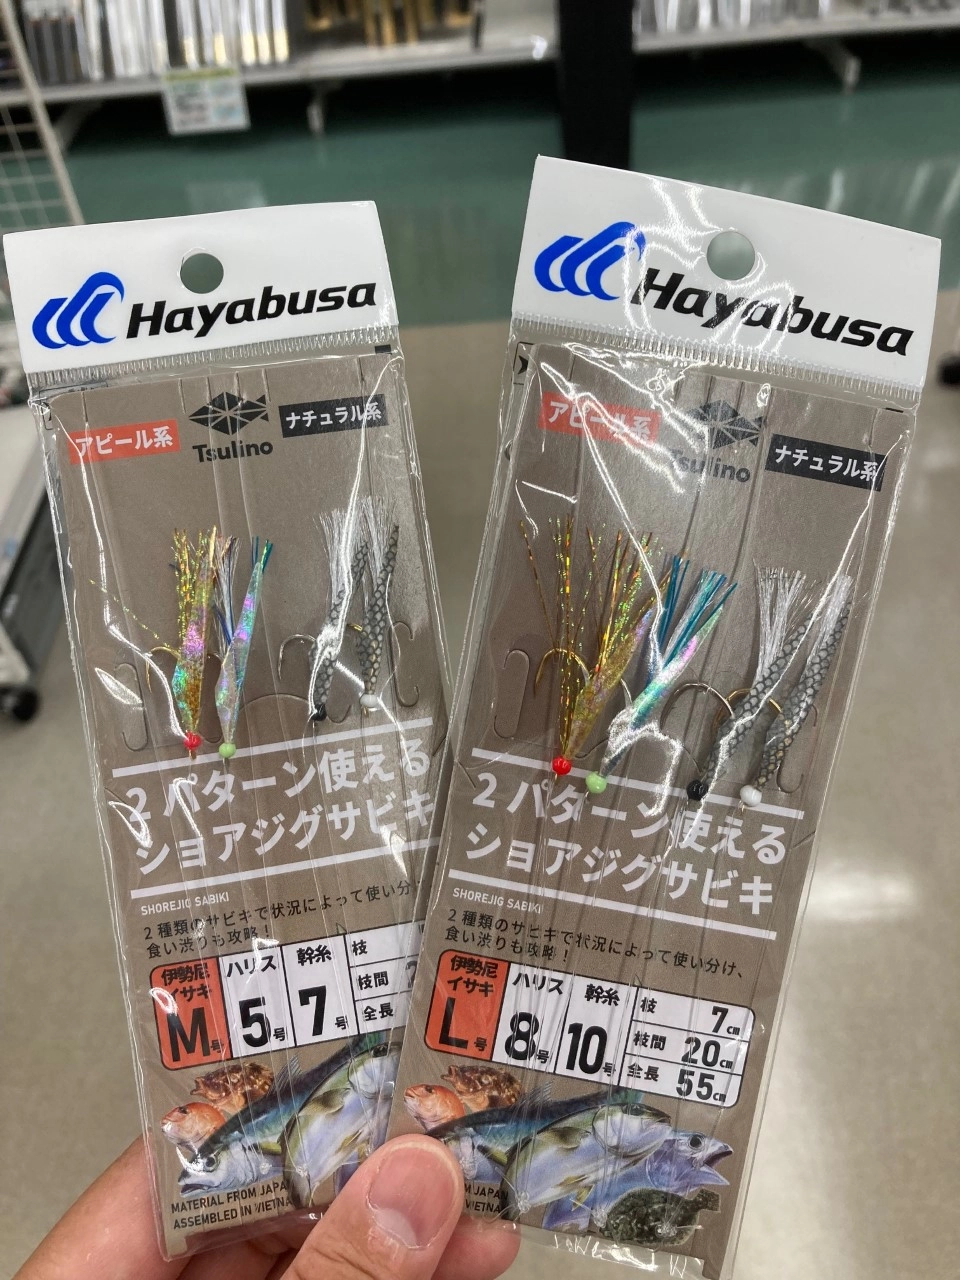 Hayabusa
アピール系
Tsulino
ナチュラル系
2パターン使える
ショアジグサビキ
SHOREJIG SABIKI
2種類のサビキで状況によって使い分け、
食い渋りも攻略!
伊勢尼
イサキ
M号
ハリス
5号
幹糸
7号
枝
枝間
全長
MATERIAL FROM JAPAN
ASSEMBLED IN VIETNA
Hayabusa
アピール系
Tsulino
ナチュラル系
2パターン使える
ショアジグサビキ
SHOREJIG SABIKI
2種類のサビキで状況によって使い分け、
食い渋りも攻略!
伊勢尼
イサキ
L号
ハリス
8号
幹糸
10号
枝 7cm
枝間 20cm
全長 55cm
M JAPAN
IETNA